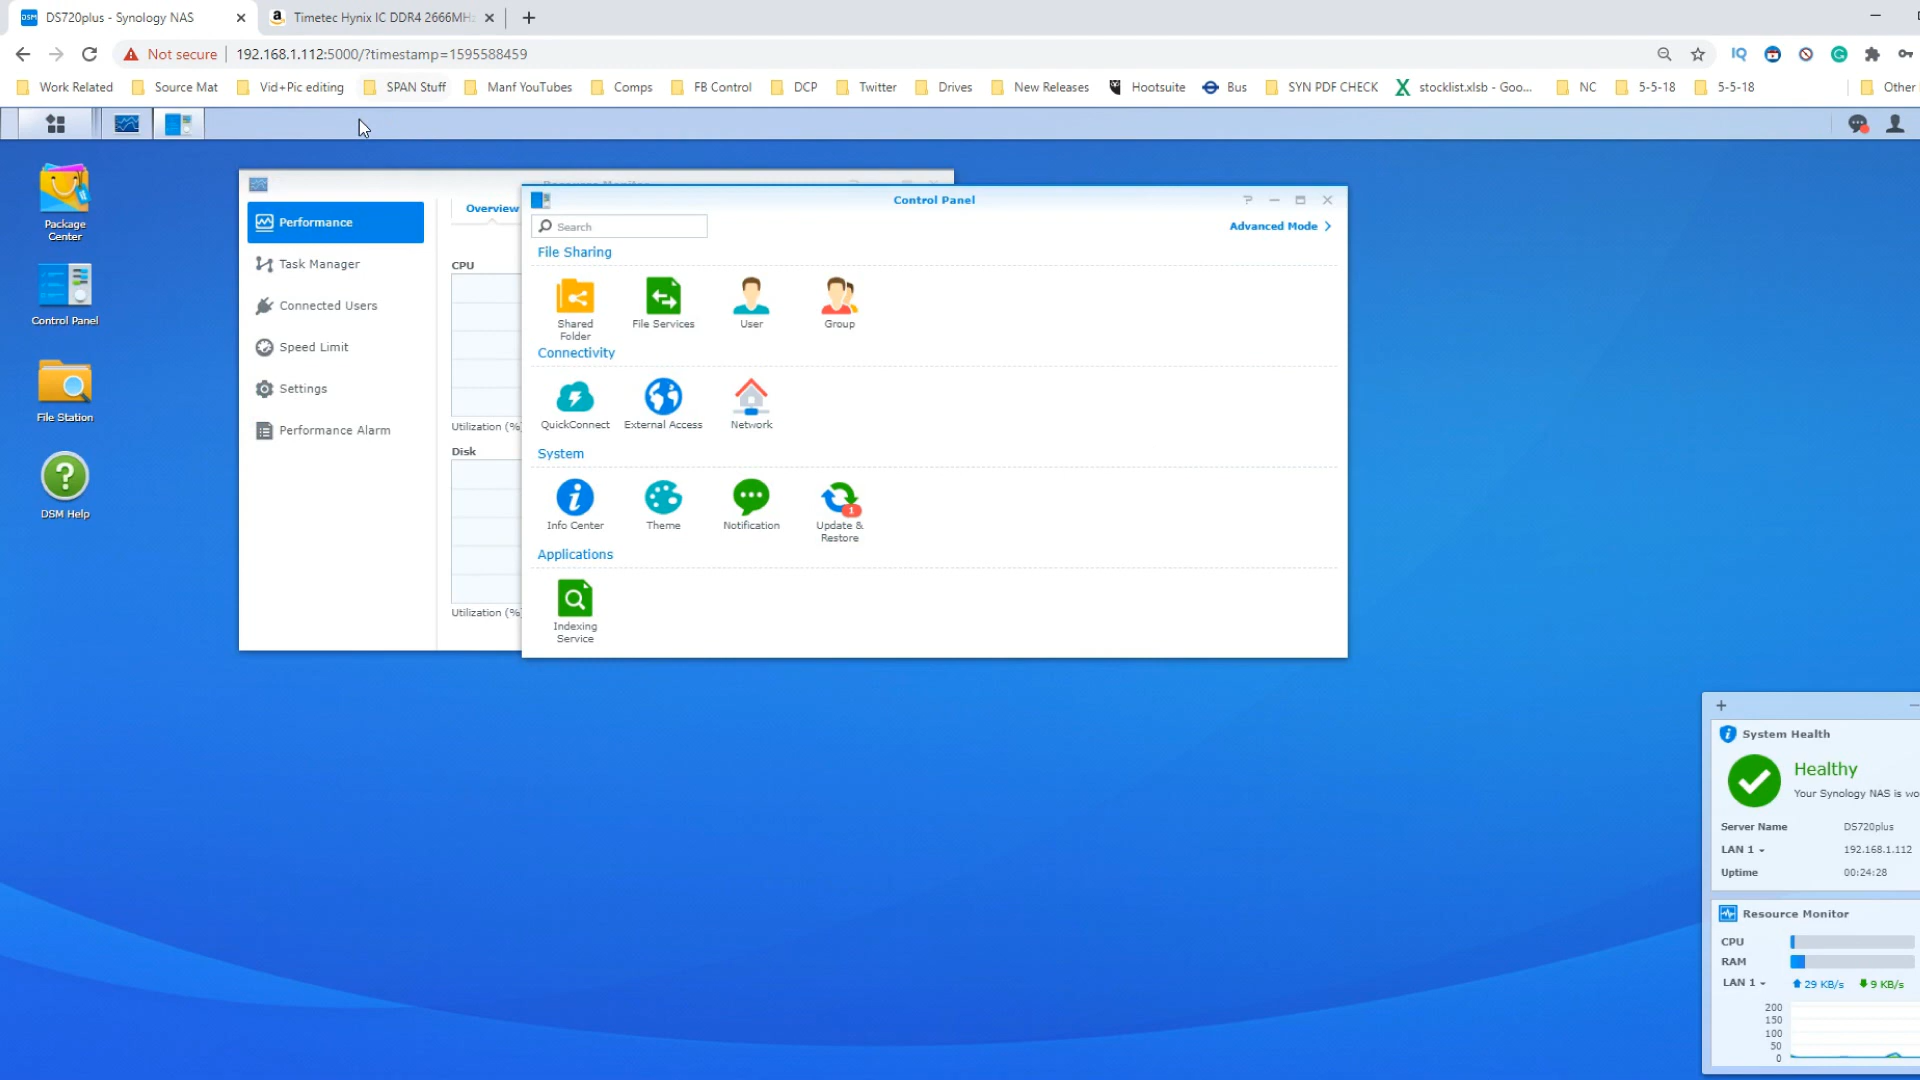 DS720plus - Synology NAS
Timetec Hynix IC DDR4 2666MHz
Not secure
192.168.1.112:5000/?timestamp=1595588459
Work Related
Source Mat
Vid+Pic editing
SPAN Stuff
Manf YouTubes
Comps
FB Control
DCP
Twitter
Drives
New Releases
Hootsuite
Bus
SYN PDF CHECK
stocklist.xlsb - Goo...
NC
5-5-18
5-5-18
Other
Package
Center
Control Panel
File Station
DSM Help
Performance
Task Manager
Connected Users
Speed Limit
Settings
Performance Alarm
Overview
CPU
Utilization (%
Disk
Utilization (%
Control Panel
Search
Advanced Mode
File Sharing
Shared
Folder
File Services
User
Group
Connectivity
QuickConnect
External Access
Network
System
Info Center
Theme
Notification
Update &
Restore
1
Applications
Indexing
Service
System Health
Healthy
Your Synology NAS is wo
Server Name
DS720plus
LAN 1
192.168.1.112
Uptime
00:24:28
Resource Monitor
CPU
RAM
LAN 1
29 KB/s
9 KB/s
200
150
100
50
0